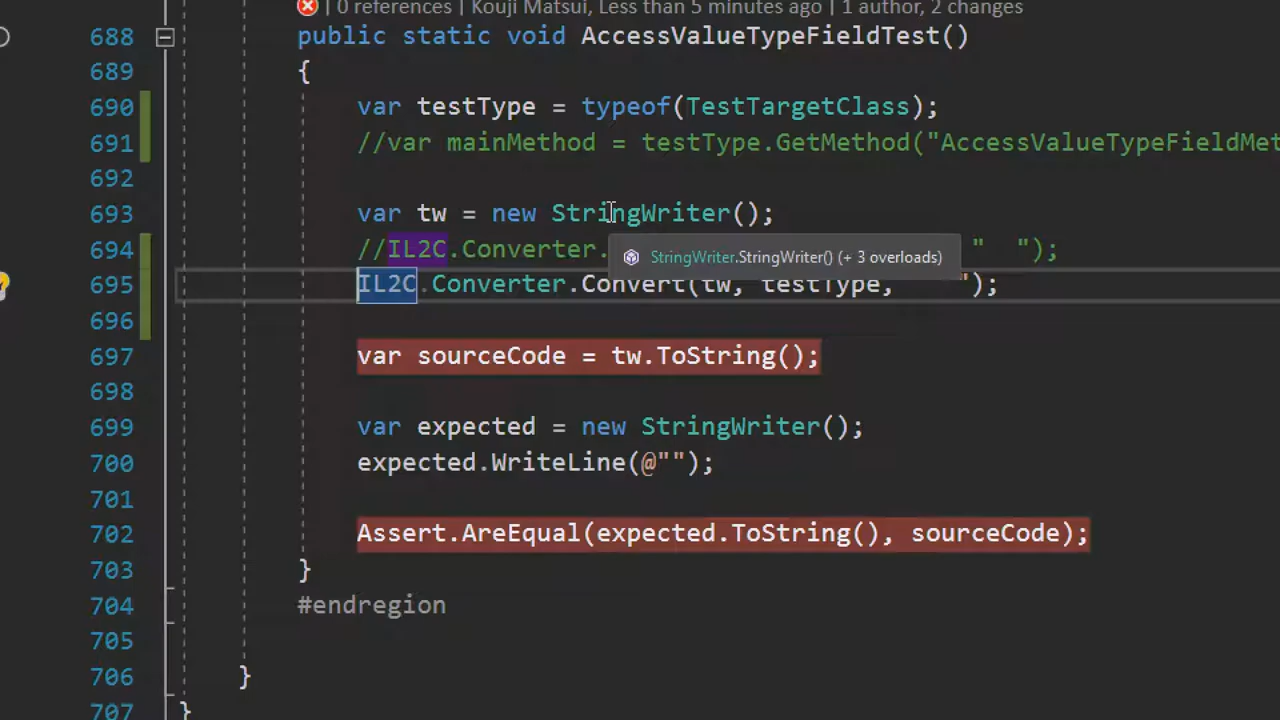 0 references | Kouji Matsui, Less than 5 minutes ago | 1 author, 2 changes
688 public static void AccessValueTypeFieldTest()
689 {
690 var testType = typeof(TestTargetClass);
691 //var mainMethod = testType.GetMethod("AccessValueTypeFieldMet
692
693 var tw = new StringWriter();
694 //IL2C.Converter. "  ");
StringWriter.StringWriter() (+ 3 overloads)
695 IL2C.Converter.Convert(tw, testType, ");
696
697 var sourceCode = tw.ToString();
698
699 var expected = new StringWriter();
700 expected.WriteLine(@"");
701
702 Assert.AreEqual(expected.ToString(), sourceCode);
703 }
704 #endregion
705
706 }
707 }